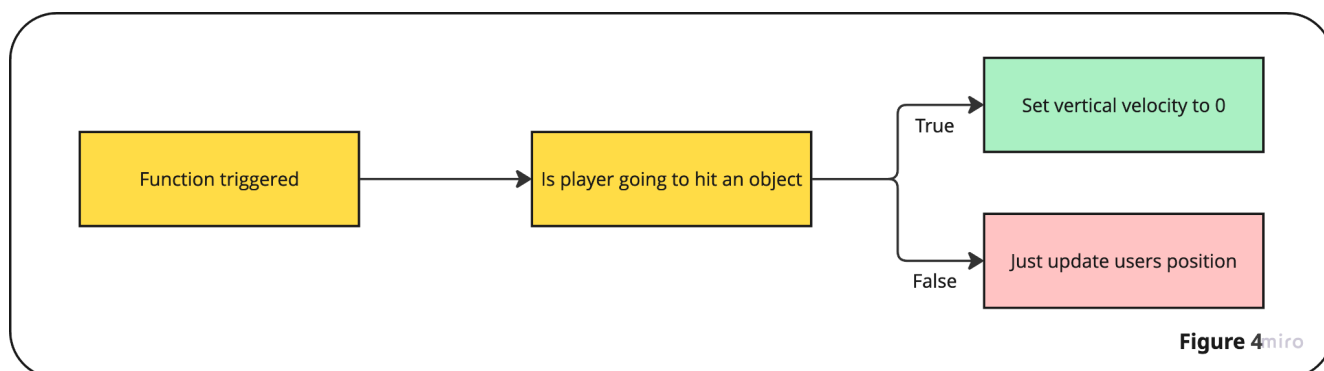 Function triggered
Is player going to hit an object
True
Set vertical velocity to 0
False
Just update users position
Figure 4
miro